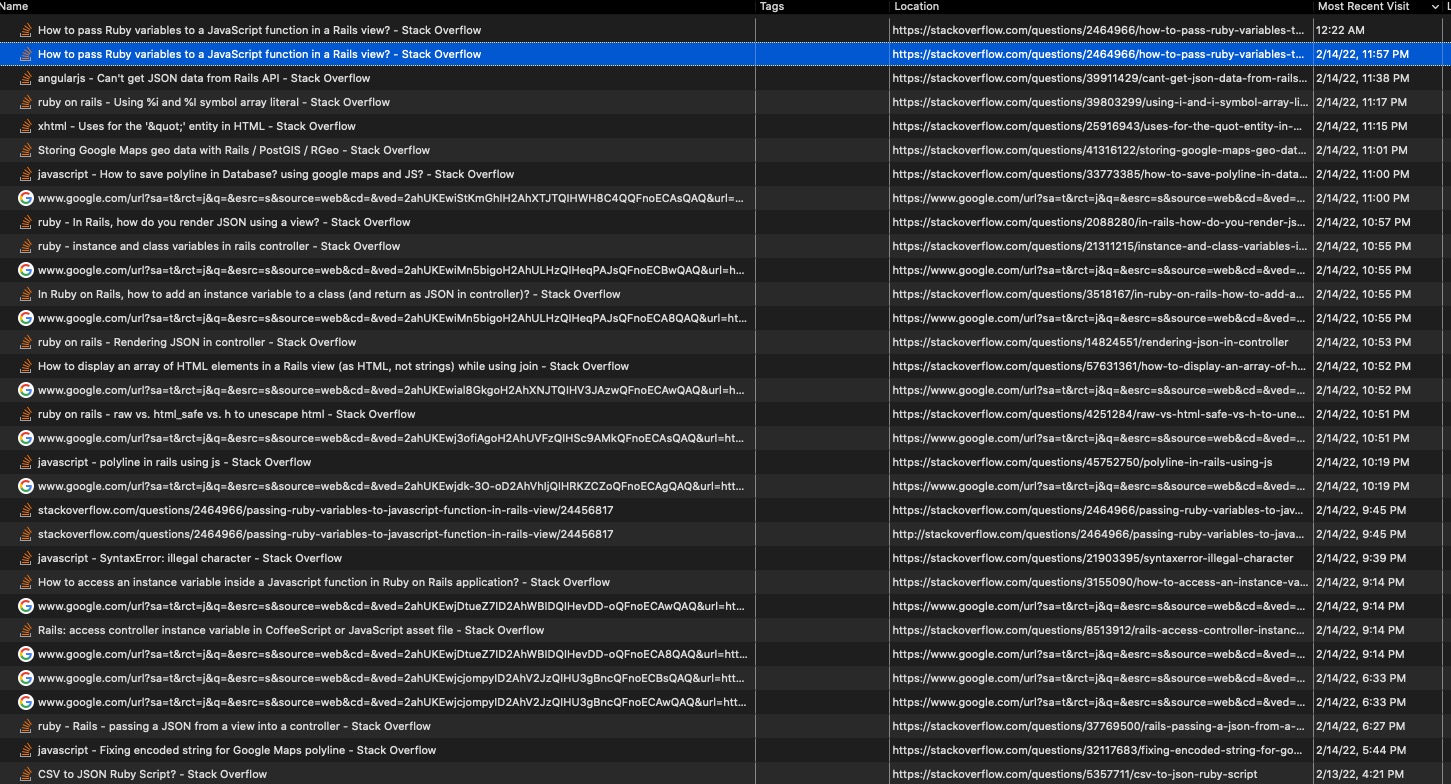 Name Tags Location Most Recent Visit
How to pass Ruby variables to a JavaScript function in a Rails view? - Stack Overflow https://stackoverflow.com/questions/2464966/how-to-pass-ruby-variables-t... 12:22 AM
How to pass Ruby variables to a JavaScript function in a Rails view? - Stack Overflow https://stackoverflow.com/questions/2464966/how-to-pass-ruby-variables-t... 2/14/22, 11:57 PM
angularjs - Can't get JSON data from Rails API - Stack Overflow https://stackoverflow.com/questions/39911429/cant-get-json-data-from-rails... 2/14/22, 11:38 PM
ruby on rails - Using %i and %I symbol array literal - Stack Overflow https://stackoverflow.com/questions/39803299/using-i-and-i-symbol-array-li... 2/14/22, 11:17 PM
xhtml - Uses for the '&quot;' entity in HTML - Stack Overflow https://stackoverflow.com/questions/25916943/uses-for-the-quot-entity-in-... 2/14/22, 11:15 PM
Storing Google Maps geo data with Rails / PostGIS / RGeo - Stack Overflow https://stackoverflow.com/questions/41316122/storing-google-maps-geo-dat... 2/14/22, 11:01 PM
javascript - How to save polyline in Database? using google maps and JS? - Stack Overflow https://stackoverflow.com/questions/33773385/how-to-save-polyline-in-data... 2/14/22, 11:00 PM
www.google.com/url?sa=t&rct=j&q=&esrc=s&source=web&cd=&ved=2ahUKEwiStKmGhIH2AhXTJTQIHWH8C4QQFnoECAsQAQ&url=... https://www.google.com/url?sa=t&rct=j&q=&esrc=s&source=web&cd=&ved=... 2/14/22, 11:00 PM
ruby - In Rails, how do you render JSON using a view? - Stack Overflow https://stackoverflow.com/questions/2088280/in-rails-how-do-you-render-js... 2/14/22, 10:57 PM
ruby - instance and class variables in rails controller - Stack Overflow https://stackoverflow.com/questions/21311215/instance-and-class-variables-i... 2/14/22, 10:55 PM
www.google.com/url?sa=t&rct=j&q=&esrc=s&source=web&cd=&ved=2ahUKEwiMn5bigoH2AhULHzQIHeqPAJsQFnoECBwQAQ&url=h... https://www.google.com/url?sa=t&rct=j&q=&esrc=s&source=web&cd=&ved=... 2/14/22, 10:55 PM
In Ruby on Rails, how to add an instance variable to a class (and return as JSON in controller)? - Stack Overflow https://stackoverflow.com/questions/3518167/in-ruby-on-rails-how-to-add-a... 2/14/22, 10:55 PM
www.google.com/url?sa=t&rct=j&q=&esrc=s&source=web&cd=&ved=2ahUKEwiMn5bigoH2AhULHzQIHeqPAJsQFnoECA8QAQ&url=ht... https://www.google.com/url?sa=t&rct=j&q=&esrc=s&source=web&cd=&ved=... 2/14/22, 10:55 PM
ruby on rails - Rendering JSON in controller - Stack Overflow https://stackoverflow.com/questions/14824551/rendering-json-in-controller 2/14/22, 10:53 PM
How to display an array of HTML elements in a Rails view (as HTML, not strings) while using join - Stack Overflow https://stackoverflow.com/questions/57631361/how-to-display-an-array-of-h... 2/14/22, 10:52 PM
www.google.com/url?sa=t&rct=j&q=&esrc=s&source=web&cd=&ved=2ahUKEwial8GkgoH2AhXNJTQIHV3JAzwQFnoECAwQAQ&url=h... https://www.google.com/url?sa=t&rct=j&q=&esrc=s&source=web&cd=&ved=... 2/14/22, 10:52 PM
ruby on rails - raw vs. html_safe vs. h to unescape html - Stack Overflow https://stackoverflow.com/questions/4251284/raw-vs-html-safe-vs-h-to-une... 2/14/22, 10:51 PM
www.google.com/url?sa=t&rct=j&q=&esrc=s&source=web&cd=&ved=2ahUKEwj3ofiAgoH2AhUVFzQIHSc9AMkQFnoECAsQAQ&url=ht... https://www.google.com/url?sa=t&rct=j&q=&esrc=s&source=web&cd=&ved=... 2/14/22, 10:51 PM
javascript - polyline in rails using js - Stack Overflow https://stackoverflow.com/questions/45752750/polyline-in-rails-using-js 2/14/22, 10:19 PM
www.google.com/url?sa=t&rct=j&q=&esrc=s&source=web&cd=&ved=2ahUKEwjdk-3O-oD2AhVhIjQIHRKZCZoQFnoECAgQAQ&url=htt... https://www.google.com/url?sa=t&rct=j&q=&esrc=s&source=web&cd=&ved=... 2/14/22, 10:19 PM
stackoverflow.com/questions/2464966/passing-ruby-variables-to-javascript-function-in-rails-view/24456817 https://stackoverflow.com/questions/2464966/passing-ruby-variables-to-jav... 2/14/22, 9:45 PM
stackoverflow.com/questions/2464966/passing-ruby-variables-to-javascript-function-in-rails-view/24456817 http://stackoverflow.com/questions/2464966/passing-ruby-variables-to-java... 2/14/22, 9:45 PM
javascript - SyntaxError: illegal character - Stack Overflow https://stackoverflow.com/questions/21903395/syntaxerror-illegal-character 2/14/22, 9:39 PM
How to access an instance variable inside a Javascript function in Ruby on Rails application? - Stack Overflow https://stackoverflow.com/questions/3155090/how-to-access-an-instance-va... 2/14/22, 9:14 PM
www.google.com/url?sa=t&rct=j&q=&esrc=s&source=web&cd=&ved=2ahUKEwjDtueZ7ID2AhWBIDQIHevDD-oQFnoECAwQAQ&url=ht... https://www.google.com/url?sa=t&rct=j&q=&esrc=s&source=web&cd=&ved=... 2/14/22, 9:14 PM
Rails: access controller instance variable in CoffeeScript or JavaScript asset file - Stack Overflow https://stackoverflow.com/questions/8513912/rails-access-controller-instanc... 2/14/22, 9:14 PM
www.google.com/url?sa=t&rct=j&q=&esrc=s&source=web&cd=&ved=2ahUKEwjDtueZ7ID2AhWBIDQIHevDD-oQFnoECA8QAQ&url=htt... https://www.google.com/url?sa=t&rct=j&q=&esrc=s&source=web&cd=&ved=... 2/14/22, 9:14 PM
www.google.com/url?sa=t&rct=j&q=&esrc=s&source=web&cd=&ved=2ahUKEwjcjompyID2AhV2JzQIHU3gBncQFnoECBsQAQ&url=htt... https://www.google.com/url?sa=t&rct=j&q=&esrc=s&source=web&cd=&ved=... 2/14/22, 6:33 PM
www.google.com/url?sa=t&rct=j&q=&esrc=s&source=web&cd=&ved=2ahUKEwjcjompyID2AhV2JzQIHU3gBncQFnoECAwQAQ&url=htt... https://www.google.com/url?sa=t&rct=j&q=&esrc=s&source=web&cd=&ved=... 2/14/22, 6:33 PM
ruby - Rails - passing a JSON from a view into a controller - Stack Overflow https://stackoverflow.com/questions/37769500/rails-passing-a-json-from-a-... 2/14/22, 6:27 PM
javascript - Fixing encoded string for Google Maps polyline - Stack Overflow https://stackoverflow.com/questions/32117683/fixing-encoded-string-for-go... 2/14/22, 5:44 PM
CSV to JSON Ruby Script? - Stack Overflow https://stackoverflow.com/questions/5357711/csv-to-json-ruby-script 2/13/22, 4:21 PM